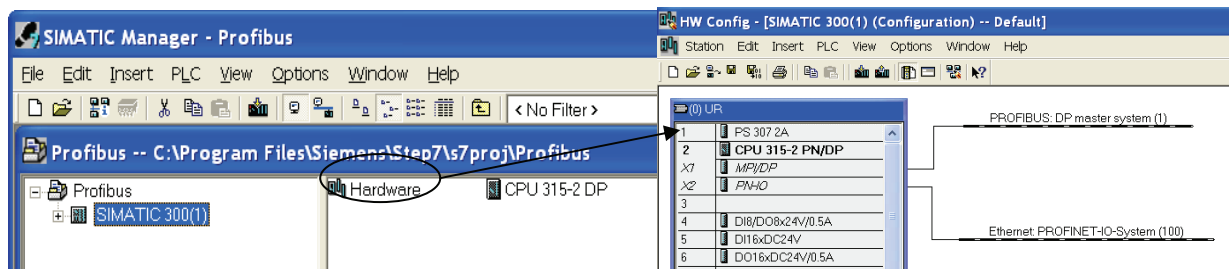 SIMATIC Manager - Profibus
File Edit Insert PLC View Options Window Help
< No Filter >
Profibus -- C:\Program Files\Siemens\Step7\s7proj\Profibus
Profibus
SIMATIC 300(1)
Hardware
CPU 315-2 DP
HW Config - [SIMATIC 300(1) (Configuration) -- Default]
Station Edit Insert PLC View Options Window Help
(0) UR
1 PS 307 2A
2 CPU 315-2 PN/DP
X1 MPI/DP
X2 PN-IO
3
4 DI8/DO8x24V/0.5A
5 DI16xDC24V
6 DO16xDC24V/0.5A
PROFIBUS: DP master system (1)
Ethernet: PROFINET-IO-System (100)